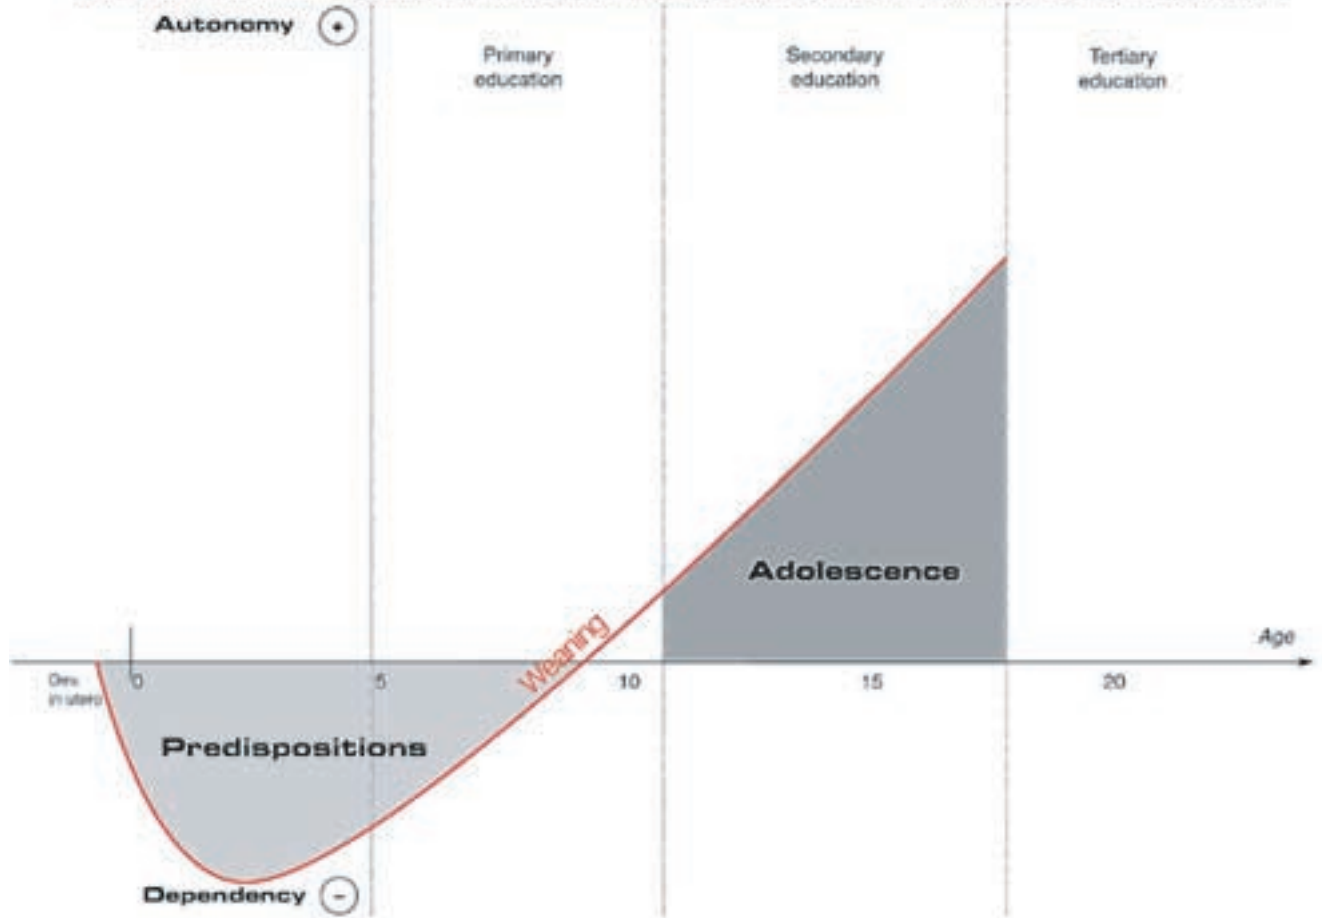 Autonomy +
Primary
education
Secondary
education
Tertiary
education
Adolescence
Weaning
Age
in utero
0
5
10
15
20
Predispositions
Dependency -